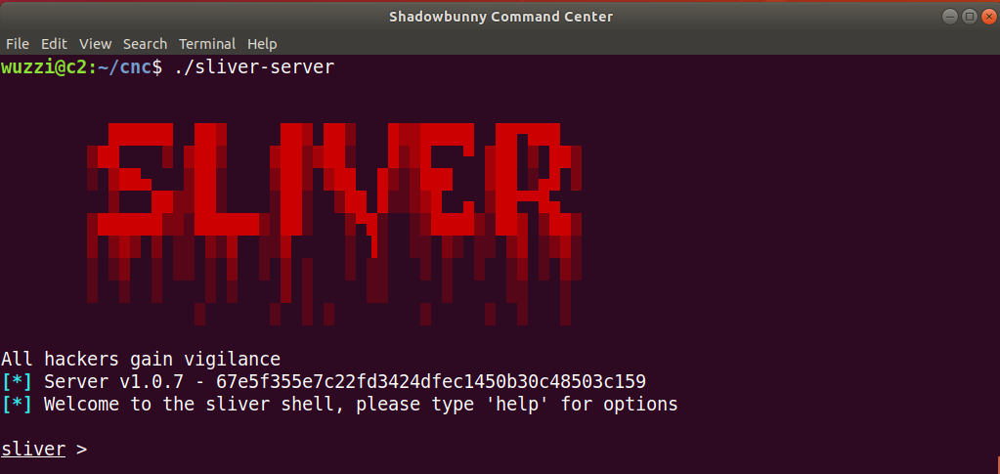 Shadowbunny Command Center
File Edit View Search Terminal Help
wuzzi@c2:~/cnc$ ./sliver-server
SLIVER
All hackers gain vigilance
[*] Server v1.0.7 - 67e5f355e7c22fd3424dfec1450b30c48503c159
[*] Welcome to the sliver shell, please type 'help' for options
sliver >